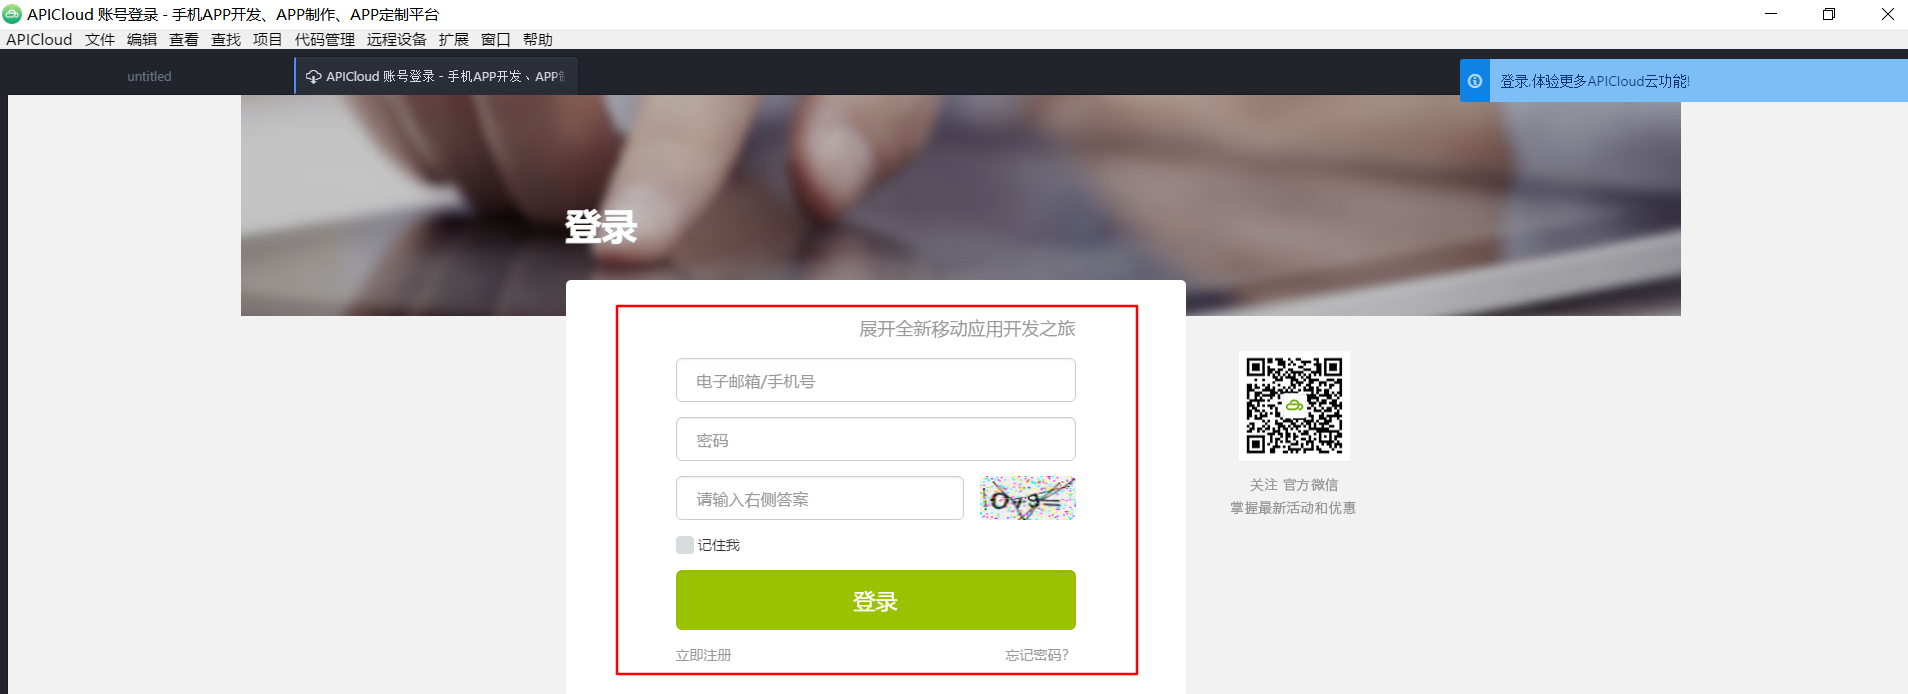 APICloud 账号登录 - 手机APP开发、APP制作、APP定制平台
APICloud 文件 编辑 查看 查找 项目 代码管理 远程设备 扩展 窗口 帮助
untitled
APICloud 账号登录 - 手机APP开发、APP
登录,体验更多APICloud云功能!
登录
展开全新移动应用开发之旅
电子邮箱/手机号
密码
请输入右侧答案
记住我
登录
立即注册
忘记密码?
关注 官方微信
掌握最新活动和优惠